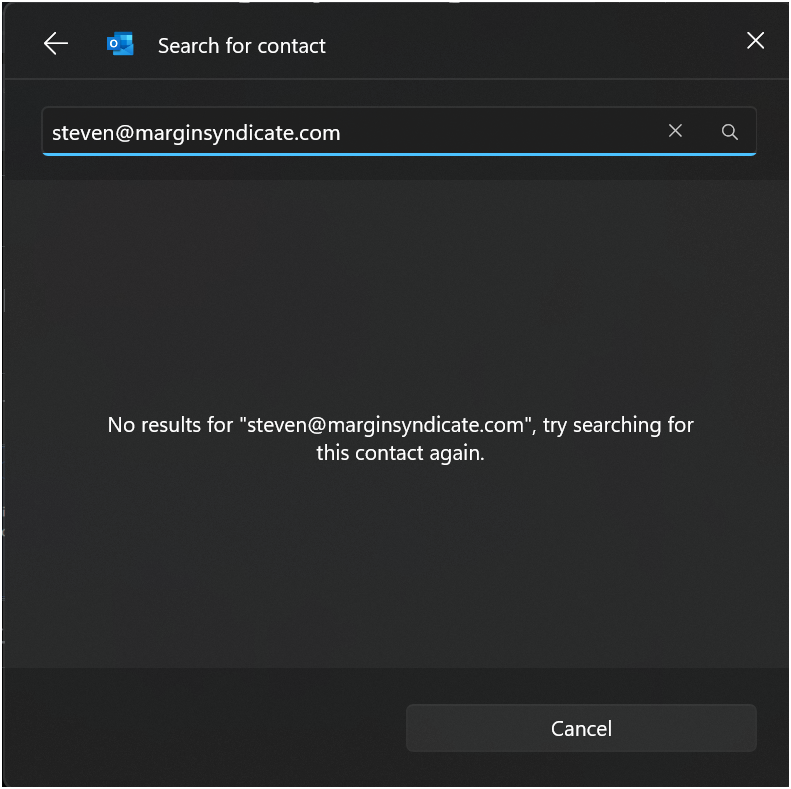 Search for contact
steven@marginsyndicate.com
No results for "steven@marginsyndicate.com", try searching for
this contact again.
Cancel